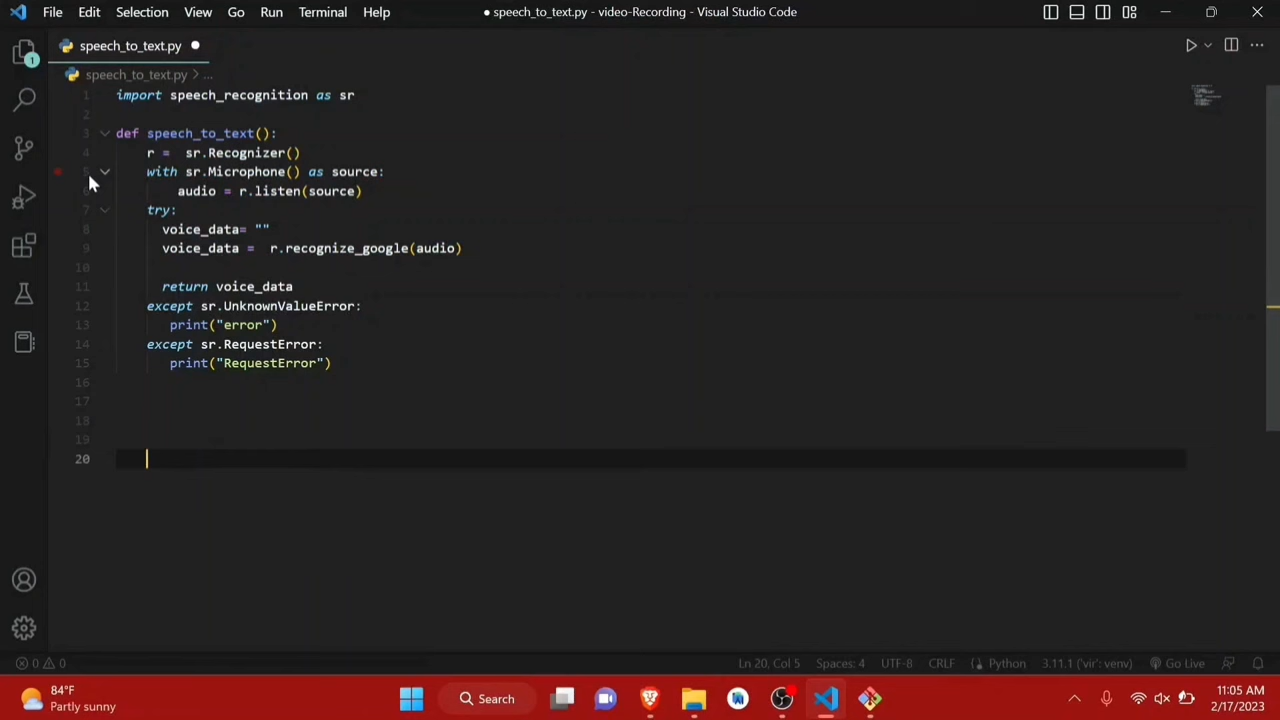 File Edit Selection View Go Run Terminal Help
● speech_to_text.py - video-Recording - Visual Studio Code
speech_to_text.py ●
speech_to_text.py > ...
1 import speech_recognition as sr
2
3 def speech_to_text():
4 r =  sr.Recognizer()
5 with sr.Microphone() as source:
audio = r.listen(source)
7 try:
8 voice_data= ""
9 voice_data =  r.recognize_google(audio)
10
11 return voice_data
12 except sr.UnknownValueError:
13 print("error")
14 except sr.RequestError:
15 print("RequestError")
16
17
18
19
20
1
0 0
Ln 20, Col 5 Spaces: 4 UTF-8 CRLF Python 3.11.1 ('vir': venv) Go Live
84°F
Partly sunny
Search
11:05 AM
2/17/2023